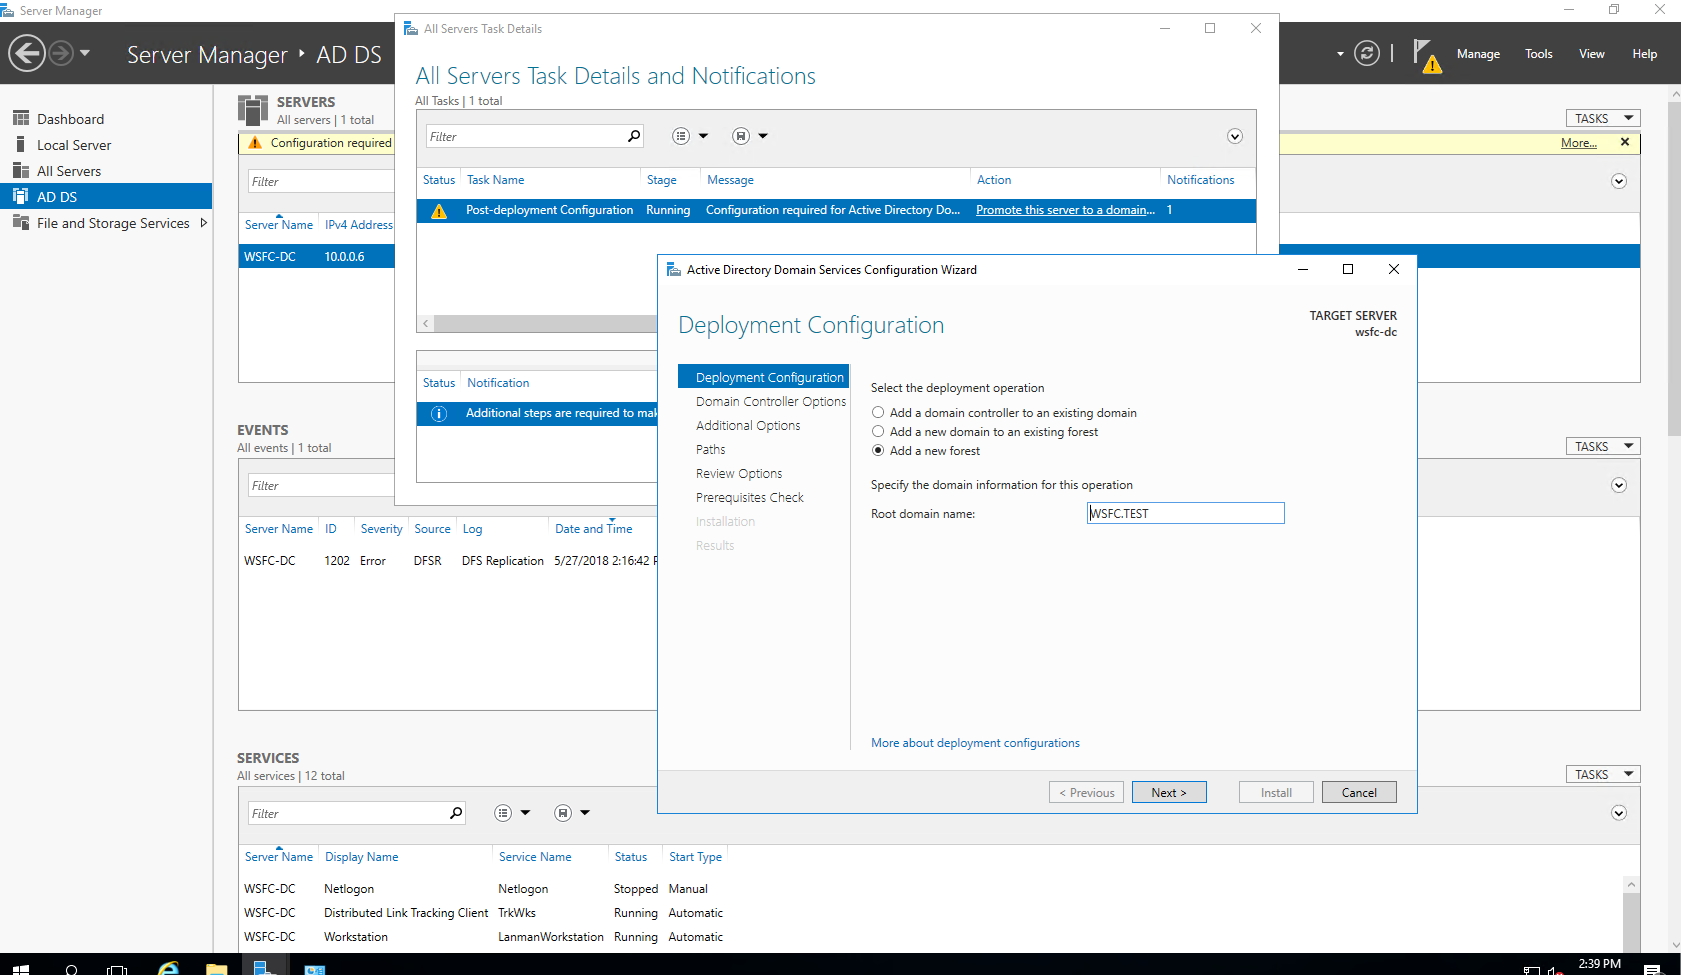 Server Manager
Server Manager ‣ AD DS
Manage
Tools
View
Help
Dashboard
Local Server
All Servers
AD DS
File and Storage Services
SERVERS
All servers | 1 total
TASKS
Configuration required
More...
Filter
Server Name
IPv4 Address
WSFC-DC
10.0.0.6
EVENTS
All events | 1 total
TASKS
Filter
Server Name ID Severity Source Log Date and Time
WSFC-DC 1202 Error DFSR DFS Replication 5/27/2018 2:16:42
SERVICES
All services | 12 total
TASKS
Filter
Server Name Display Name Service Name Status Start Type
WSFC-DC Netlogon Netlogon Stopped Manual
WSFC-DC Distributed Link Tracking Client TrkWks Running Automatic
WSFC-DC Workstation LanmanWorkstation Running Automatic
All Servers Task Details
All Servers Task Details and Notifications
All Tasks | 1 total
Filter
Status Task Name Stage Message Action Notifications
Post-deployment Configuration Running Configuration required for Active Directory Do... Promote this server to a domain... 1
Status Notification
Additional steps are required to mak
Active Directory Domain Services Configuration Wizard
Deployment Configuration
TARGET SERVER
wsfc-dc
Deployment Configuration
Domain Controller Options
Additional Options
Paths
Review Options
Prerequisites Check
Installation
Results
Select the deployment operation
Add a domain controller to an existing domain
Add a new domain to an existing forest
Add a new forest
Specify the domain information for this operation
Root domain name:
WSFC.TEST
More about deployment configurations
< Previous
Next >
Install
Cancel
2:39 PM